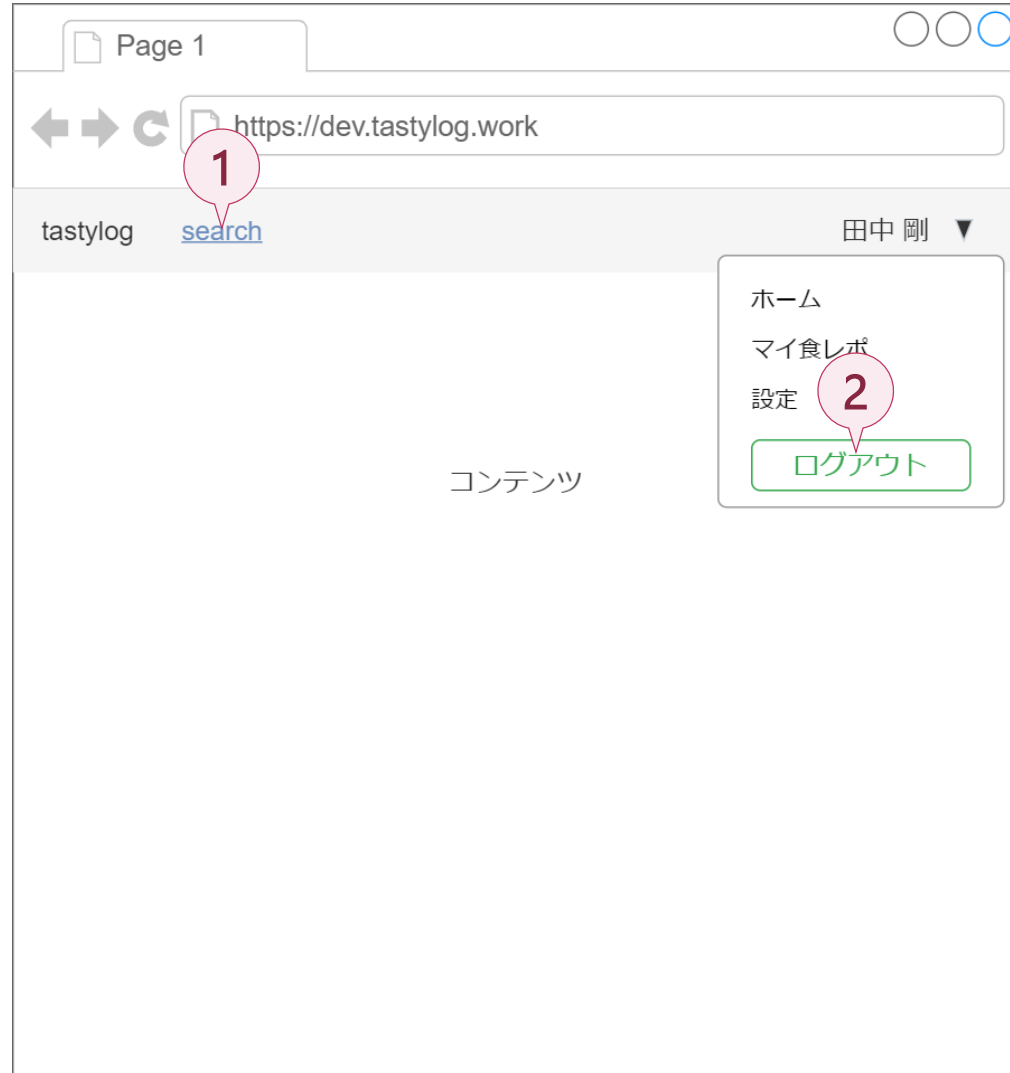 Page 1
https://dev.tastylog.work
1
tastylog search 田中 剛 ▼
ホーム
マイ食レポ
設定
2
ログアウト
コンテンツ